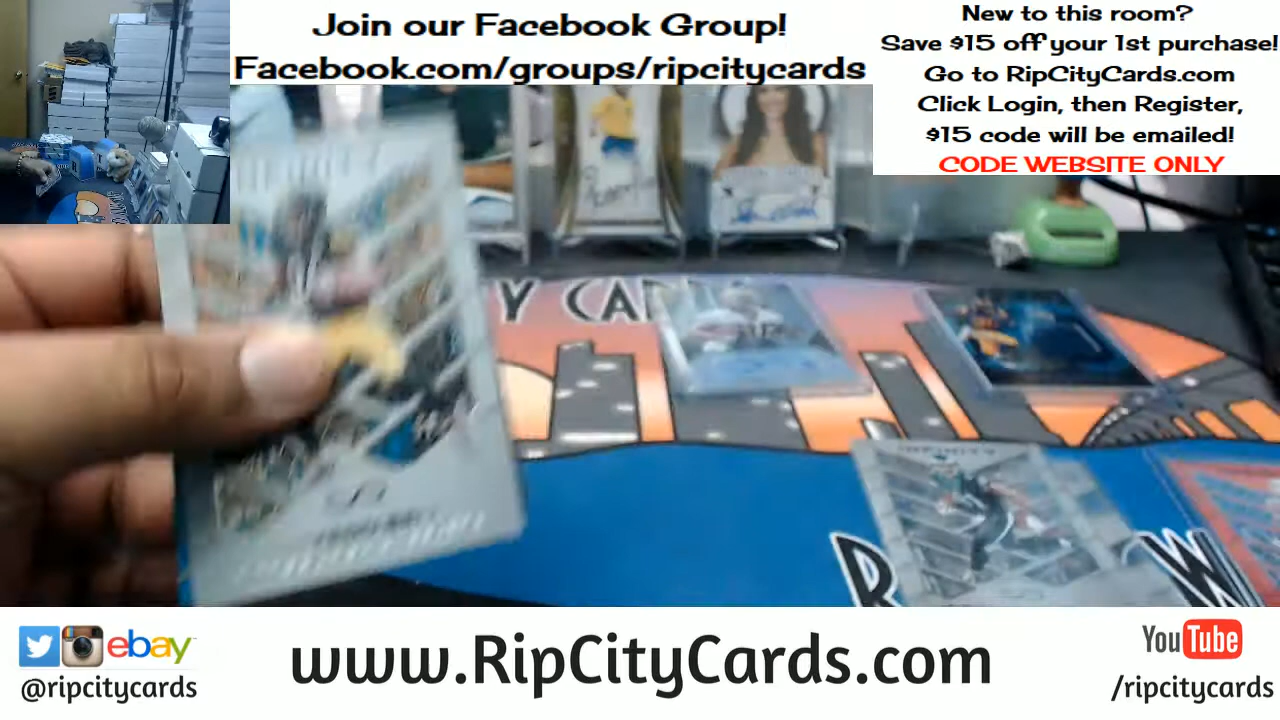 Join our Facebook Group!
Facebook.com/groups/ripcitycards
New to this room?
Save $15 off your 1st purchase!
Go to RipCityCards.com
Click Login, then Register,
$15 code will be emailed!
CODE WEBSITE ONLY
Y CA
R
W
ebay
@ripcitycards
www.RipCityCards.com
YouTube
/ripcitycards